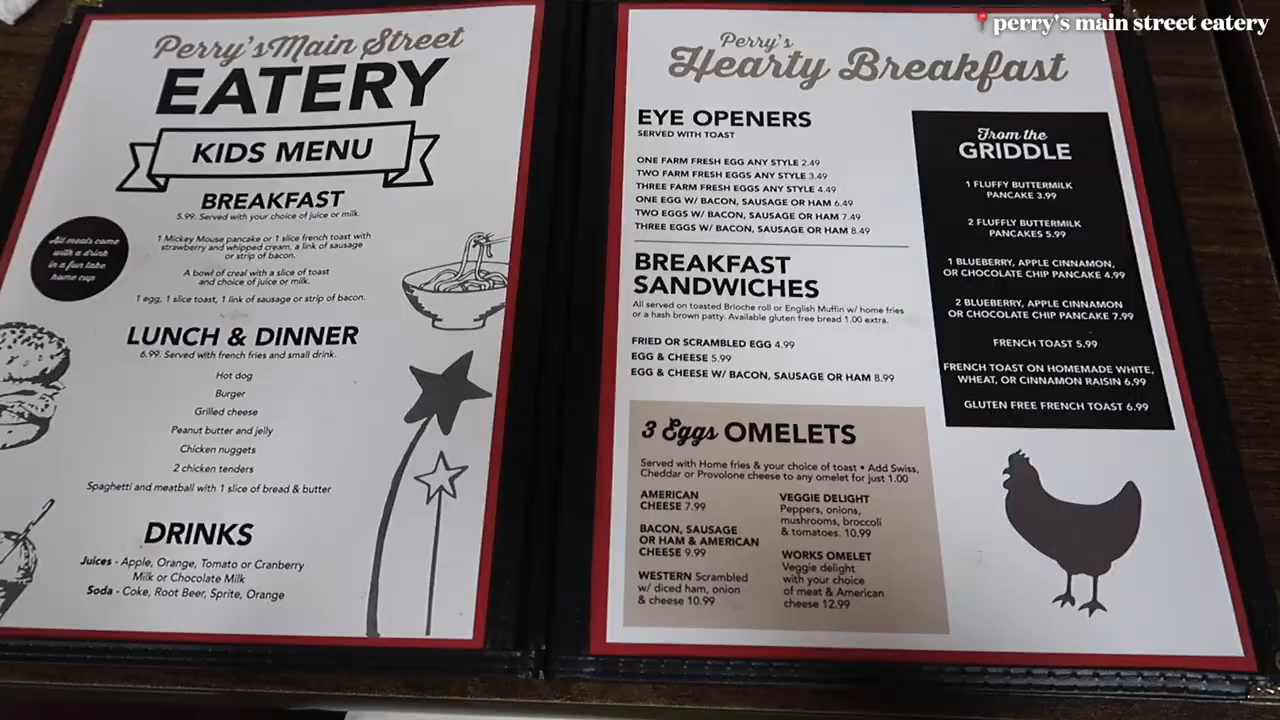 perry's main street eatery
Perry's Main Street
EATERY
KIDS MENU
BREAKFAST
5.99. Served with your choice of juice or milk.
1 Mickey Mouse pancake or 1 slice french toast with
strawberry and whipped cream, a link of sausage
or strip of bacon.
A bowl of creal with a slice of toast
and choice of juice or milk.
1 egg, 1 slice toast, 1 link of sausage or strip of bacon.
All meals come
with a drink
in a fun take
home cup
LUNCH & DINNER
6.99. Served with french fries and small drink.
Hot dog
Burger
Grilled cheese
Peanut butter and jelly
Chicken nuggets
2 chicken tenders
Spaghetti and meatball with 1 slice of bread & butter
DRINKS
Juices - Apple, Orange, Tomato or Cranberry
Milk or Chocolate Milk
Soda - Coke, Root Beer, Sprite, Orange
Perry's
Hearty Breakfast
EYE OPENERS
SERVED WITH TOAST
ONE FARM FRESH EGG ANY STYLE 2.49
TWO FARM FRESH EGGS ANY STYLE 3.49
THREE FARM FRESH EGGS ANY STYLE 4.49
ONE EGG W/ BACON, SAUSAGE OR HAM 6.49
TWO EGGS W/ BACON, SAUSAGE OR HAM 7.49
THREE EGGS W/ BACON, SAUSAGE OR HAM 8.49
BREAKFAST
SANDWICHES
All served on toasted Brioche roll or English Muffin w/ home fries
or a hash brown patty. Available gluten free bread 1.00 extra.
FRIED OR SCRAMBLED EGG 4.99
EGG & CHEESE 5.99
EGG & CHEESE W/ BACON, SAUSAGE OR HAM 8.99
3 Eggs OMELETS
Served with Home fries & your choice of toast • Add Swiss,
Cheddar or Provolone cheese to any omelet for just 1.00
AMERICAN
CHEESE 7.99
BACON, SAUSAGE
OR HAM & AMERICAN
CHEESE 9.99
WESTERN Scrambled
w/ diced ham, onion
& cheese 10.99
VEGGIE DELIGHT
Peppers, onions,
mushrooms, broccoli
& tomatoes. 10.99
WORKS OMELET
Veggie delight
with your choice
of meat & American
cheese 12.99
From the
GRIDDLE
1 FLUFFY BUTTERMILK
PANCAKE 3.99
2 FLUFFLY BUTTERMILK
PANCAKES 5.99
1 BLUEBERRY, APPLE CINNAMON,
OR CHOCOLATE CHIP PANCAKE 4.99
2 BLUEBERRY, APPLE CINNAMON
OR CHOCOLATE CHIP PANCAKE 7.99
FRENCH TOAST 5.99
FRENCH TOAST ON HOMEMADE WHITE,
WHEAT, OR CINNAMON RAISIN 6.99
GLUTEN FREE FRENCH TOAST 6.99